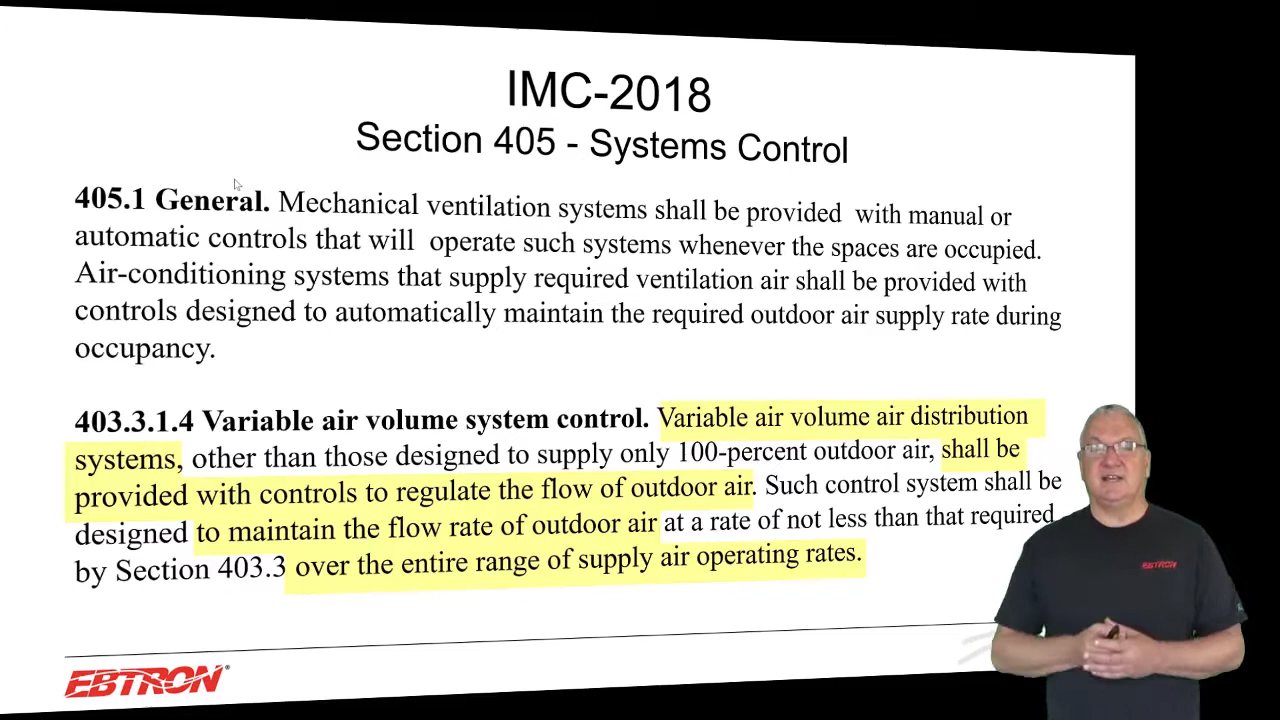 IMC-2018
Section 405 - Systems Control
405.1 General. Mechanical ventilation systems shall be provided with manual or
automatic controls that will operate such systems whenever the spaces are occupied.
Air-conditioning systems that supply required ventilation air shall be provided with
controls designed to automatically maintain the required outdoor air supply rate during
occupancy.
403.3.1.4 Variable air volume system control. Variable air volume air distribution
systems, other than those designed to supply only 100-percent outdoor air, shall be
provided with controls to regulate the flow of outdoor air. Such control system shall be
designed to maintain the flow rate of outdoor air at a rate of not less than that required
by Section 403.3 over the entire range of supply air operating rates.
EBTRON®
EBTRON